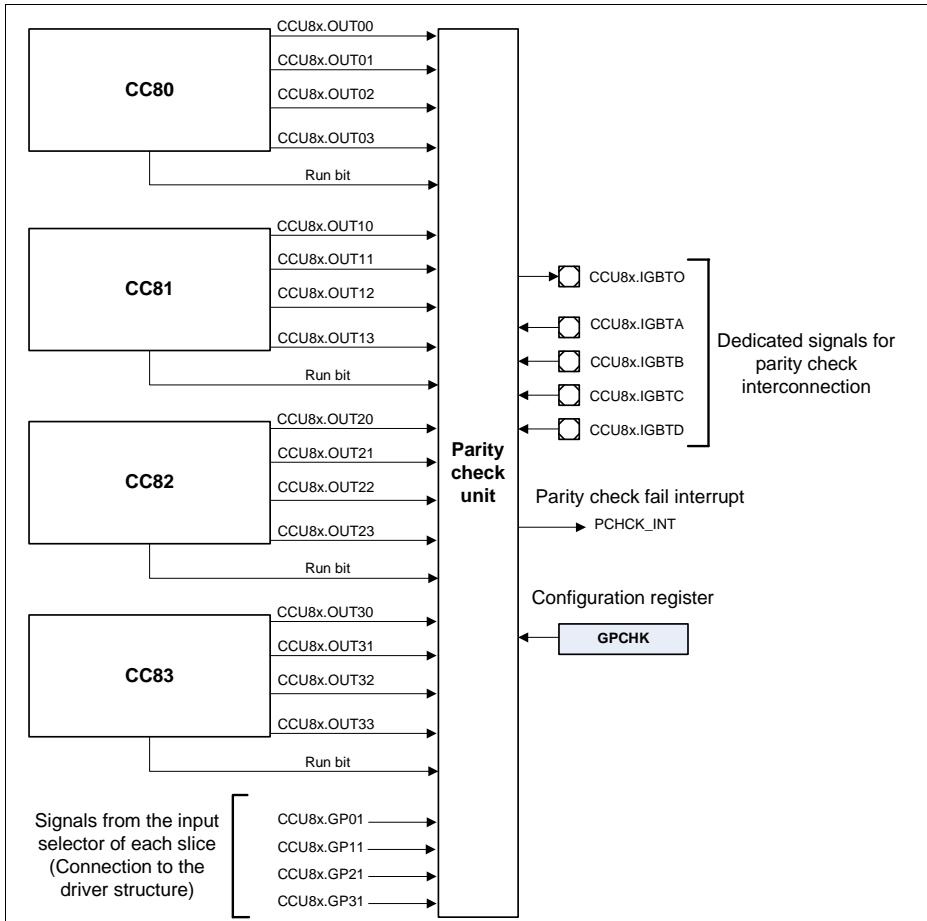 CC80
CCU8x.OUT00
CCU8x.OUT01
CCU8x.OUT02
CCU8x.OUT03
Run bit
CC81
CCU8x.OUT10
CCU8x.OUT11
CCU8x.OUT12
CCU8x.OUT13
Run bit
CC82
CCU8x.OUT20
CCU8x.OUT21
CCU8x.OUT22
CCU8x.OUT23
Run bit
CC83
CCU8x.OUT30
CCU8x.OUT31
CCU8x.OUT32
CCU8x.OUT33
Run bit
Signals from the input
selector of each slice
(Connection to the
driver structure)
CCU8x.GP01
CCU8x.GP11
CCU8x.GP21
CCU8x.GP31
Parity
check
unit
CCU8x.IGBTO
CCU8x.IGBTA
CCU8x.IGBTB
CCU8x.IGBTC
CCU8x.IGBTD
Dedicated signals for
parity check
interconnection
Parity check fail interrupt
PCHCK_INT
Configuration register
GPCHK